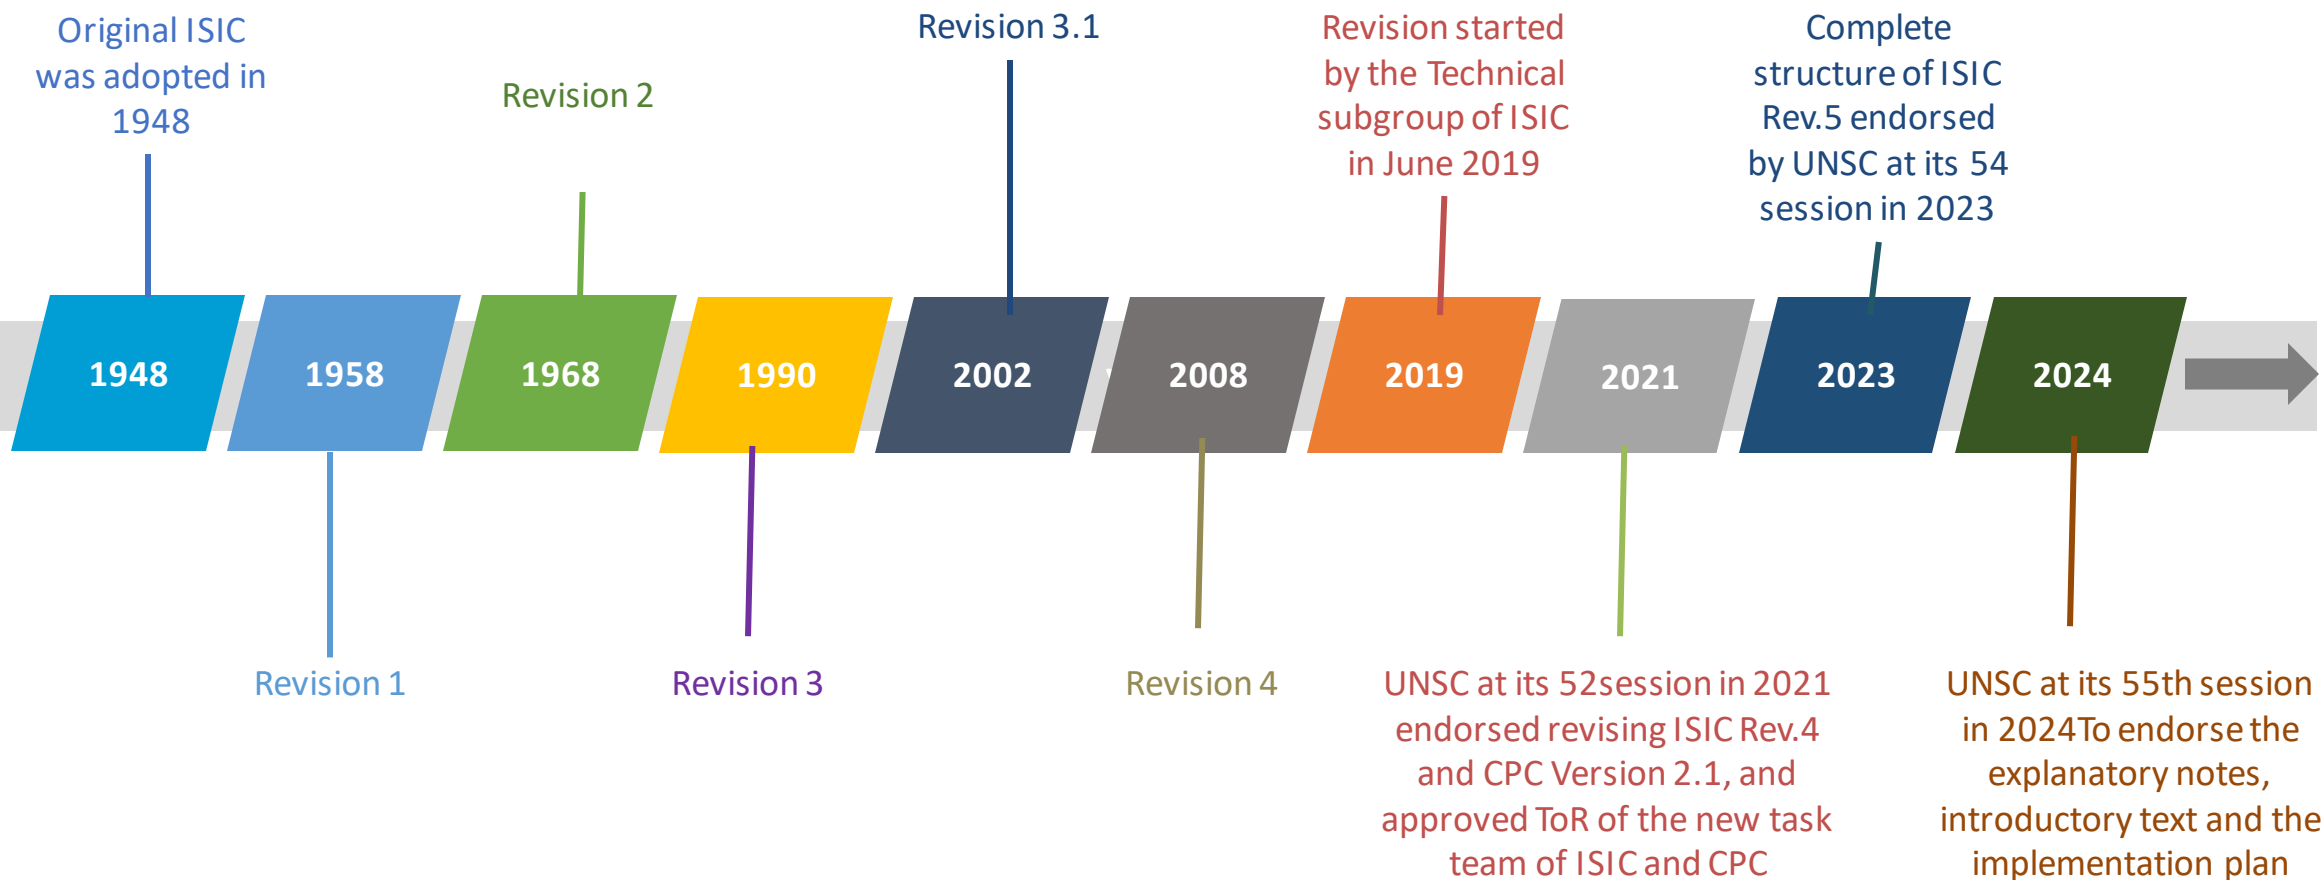 Original ISIC
was adopted in
1948
Revision 2
Revision 3.1
Revision started
by the Technical
subgroup of ISIC
in June 2019
Complete
structure of ISIC
Rev.5 endorsed
by UNSC at its 54
session in 2023
1948
1958
1968
1990
2002
2008
2019
2021
2023
2024
Revision 1
Revision 3
Revision 4
UNSC at its 52session in 2021
endorsed revising ISIC Rev.4
and CPC Version 2.1, and
approved ToR of the new task
team of ISIC and CPC
UNSC at its 55th session
in 2024To endorse the
explanatory notes,
introductory text and the
implementation plan